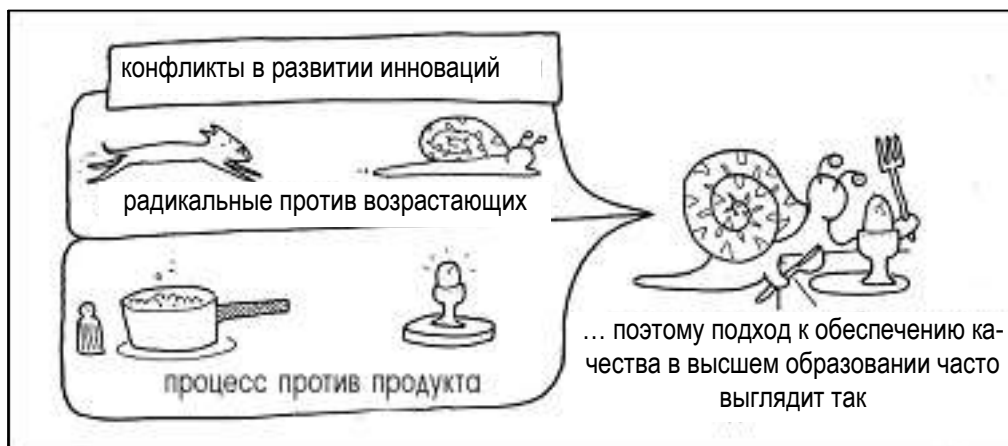 конфликты в развитии инноваций
радикальные против возрастающих
процесс против продукта
… поэтому подход к обеспечению ка-
чества в высшем образовании часто
выглядит так